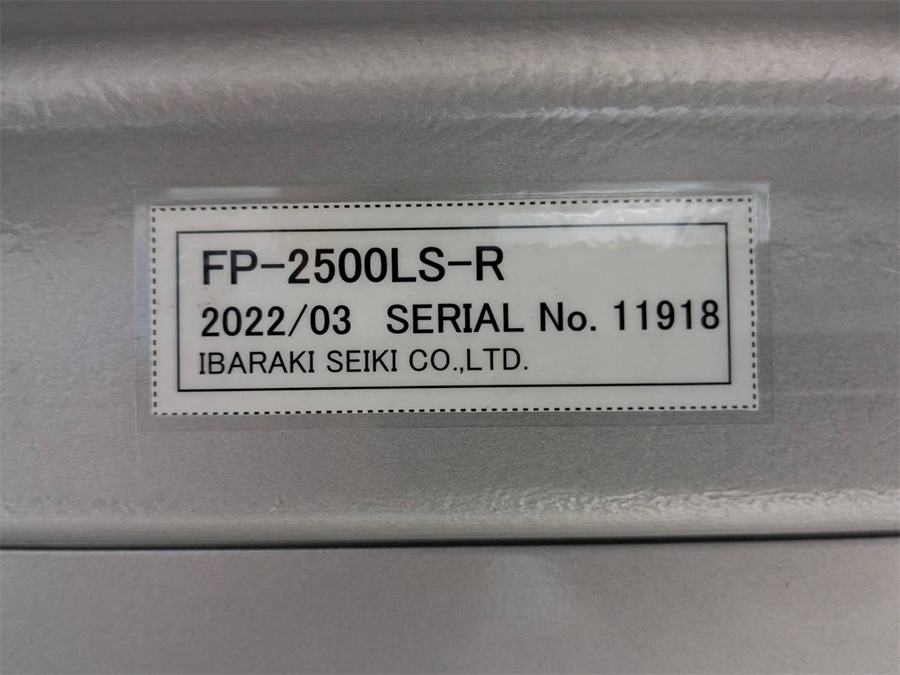 FP-2500LS-R
2022/03 SERIAL No. 11918
IBARAKI SEIKI CO.,LTD.